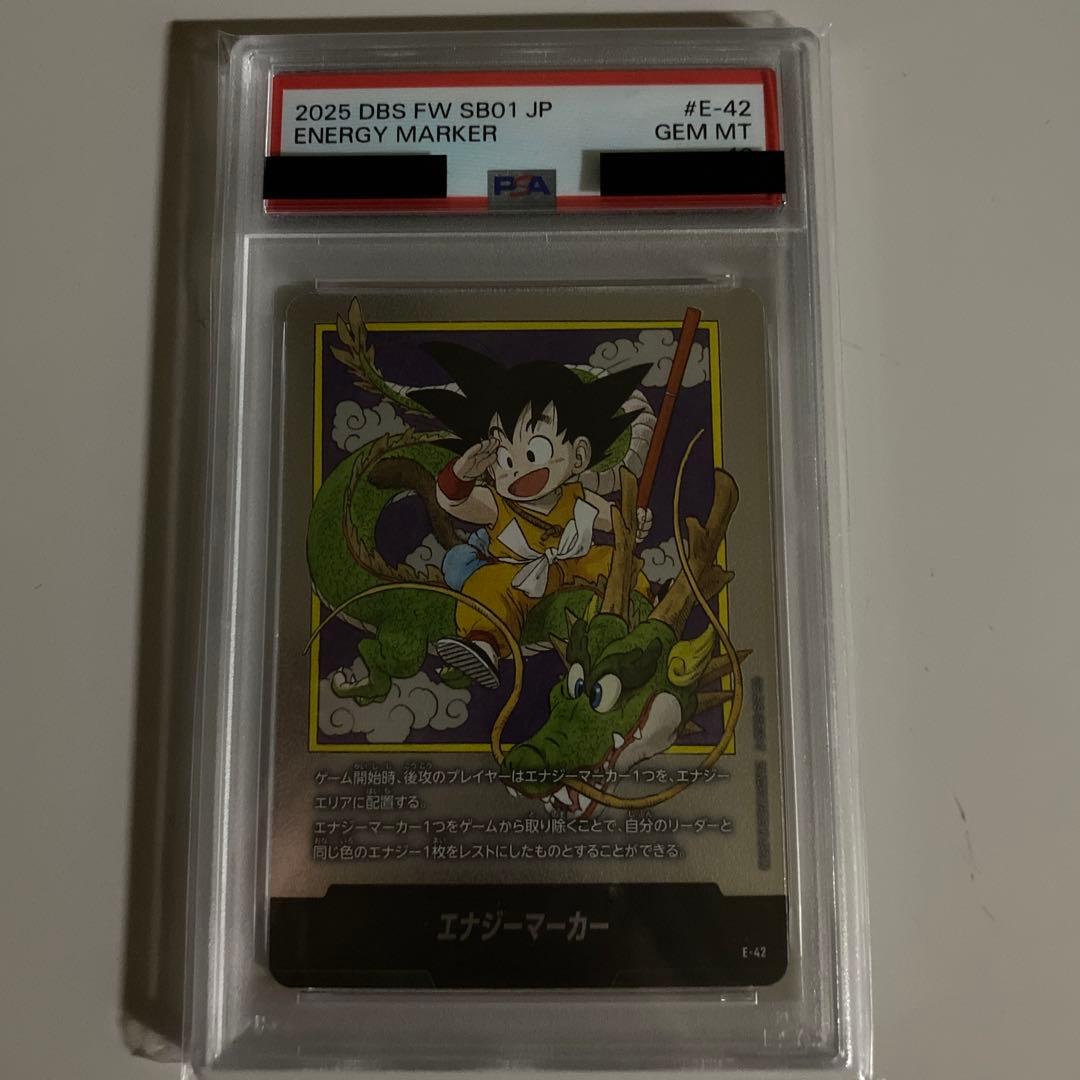 2025 DBS FW SB01 JP #E-42
ENERGY MARKER GEM MT
PSA
ゲーム開始時、後攻のプレイヤーはエナジーマーカー1つを、エナジー
エリアに配置する。
エナジーマーカー1つをゲームから取り除くことで、自分のリーダーと
同じ色のエナジー1枚をレストにしたものとすることができる。
エナジーマーカー
E-42